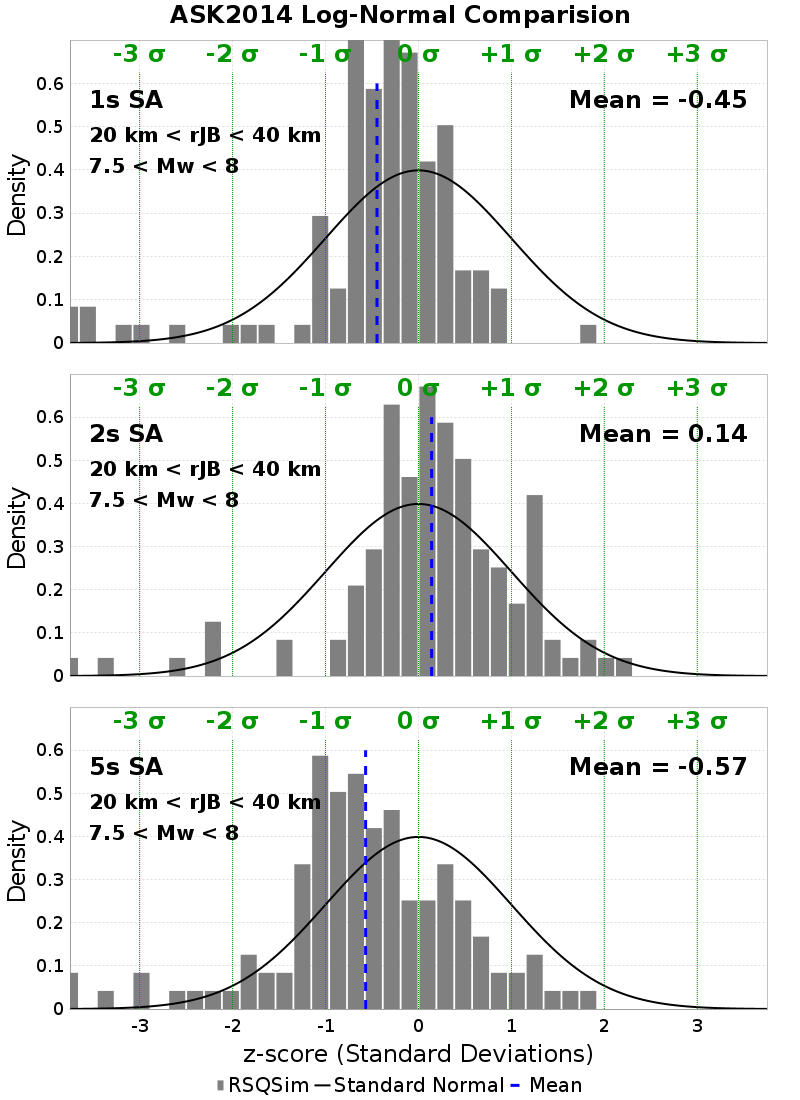 ASK2014 Log-Normal Comparision
-3 σ -2 σ -1 σ 0 σ +1 σ +2 σ +3 σ
1s SA
Mean = -0.45
20 km < rJB < 40 km
7.5 < Mw < 8
Density
0.6
0.5
0.4
0.3
0.2
0.1
0
-3 σ -2 σ -1 σ 0 σ +1 σ +2 σ +3 σ
2s SA
Mean = 0.14
20 km < rJB < 40 km
7.5 < Mw < 8
Density
0.6
0.5
0.4
0.3
0.2
0.1
0
-3 σ -2 σ -1 σ 0 σ +1 σ +2 σ +3 σ
5s SA
Mean = -0.57
20 km < rJB < 40 km
7.5 < Mw < 8
Density
0.6
0.5
0.4
0.3
0.2
0.1
0
-3 -2 -1 0 1 2 3
z-score (Standard Deviations)
RSQSim Standard Normal Mean